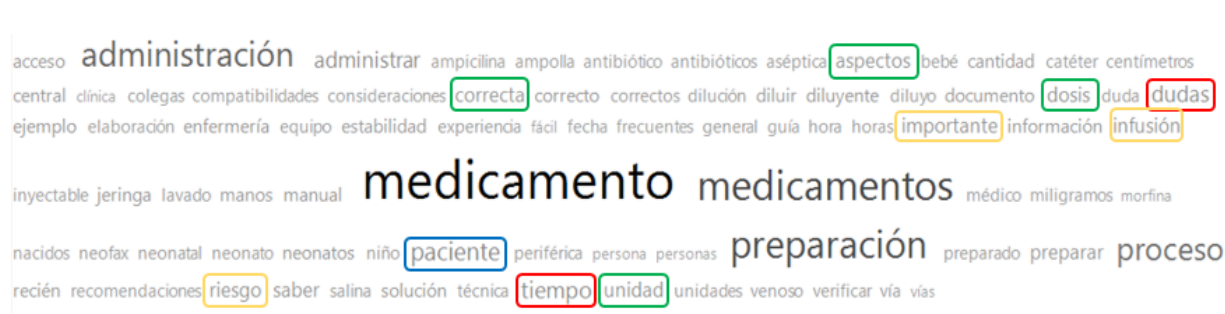 acceso administración administrar ampicilina ampolla antibiótico antibióticos aséptica aspectos bebé cantidad catéter centímetros
central clínica colegas compatibilidades consideraciones correcta correcto correctos dilución diluir diluyente diluyo documento dosis duda dudas
ejemplo elaboración enfermería equipo estabilidad experiencia fácil fecha frecuentes general guía hora horas importante información infusión
inyectable jeringa lavado manos manual medicamento medicamentos médico miligramos morfina
nacidos neofax neonatal neonato neonatos niño paciente periférica persona personas preparación preparado preparar proceso
recién recomendaciones riesgo saber salina solución técnica tiempo unidad unidades venoso verificar vía vías